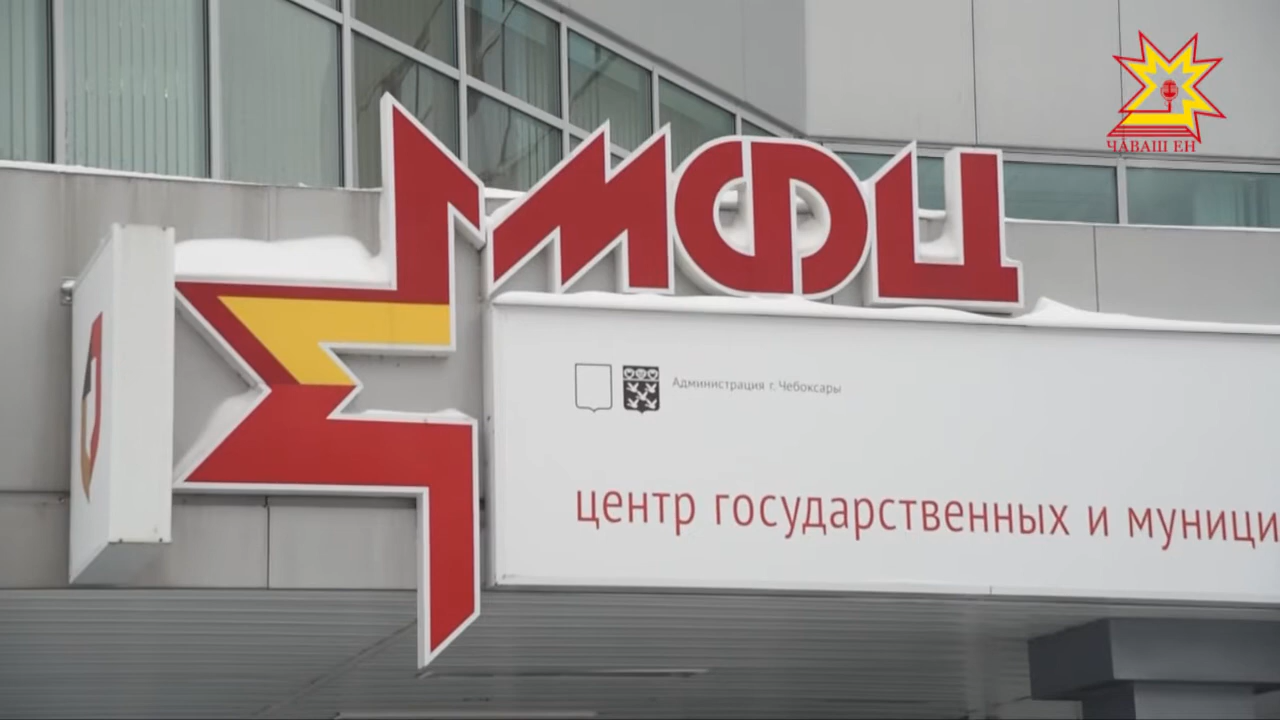 ЧĂВАШ ЕН
МФЦ
Администрация г. Чебоксары
центр государственных и муници